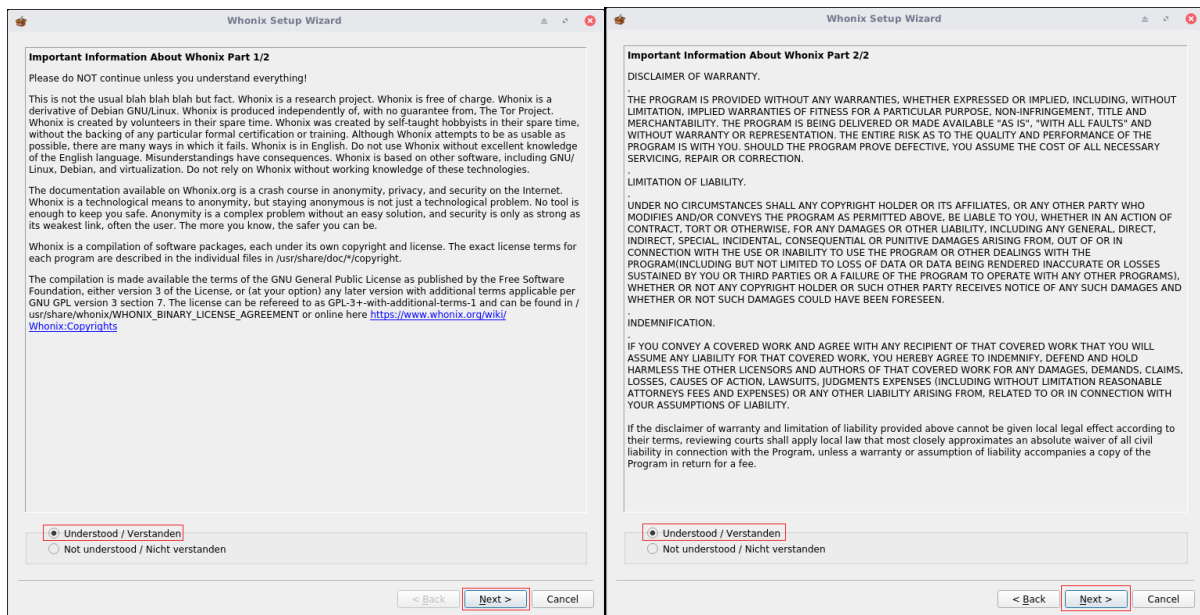 Whonix Setup Wizard
Important Information About Whonix Part 1/2
Please do NOT continue unless you understand everything!
This is not the usual blah blah blah but fact. Whonix is a research project. Whonix is free of charge. Whonix is a
derivative of Debian GNU/Linux. Whonix is produced independently of, with no guarantee from, The Tor Project.
Whonix is created by volunteers in their spare time. Whonix was created by self-taught hobbyists in their spare time,
without the backing of any particular formal certification or training. Although Whonix attempts to be as usable as
possible, there are many ways in which it fails. Whonix is in English. Do not use Whonix without excellent knowledge
of the English language. Misunderstandings have consequences. Whonix is based on other software, including GNU/
Linux, Debian, and virtualization. Do not rely on Whonix without working knowledge of these technologies.
The documentation available on Whonix.org is a crash course in anonymity, privacy, and security on the Internet.
Whonix is a technological means to anonymity, but staying anonymous is not just a technological problem. No tool is
enough to keep you safe. Anonymity is a complex problem without an easy solution, and security is only as strong as
its weakest link, often the user. The more you know, the safer you can be.
Whonix is a compilation of software packages, each under its own copyright and license. The exact license terms for
each program are described in the individual files in /usr/share/doc/*/copyright.
The compilation is made available the terms of the GNU General Public License as published by the Free Software
Foundation, either version 3 of the License, or (at your option) any later version with additional terms applicable per
GNU GPL version 3 section 7. The license can be refereed to as GPL-3+-with-additional-terms-1 and can be found in /
usr/share/whonix/WHONIX_BINARY_LICENSE_AGREEMENT or online here https://www.whonix.org/wiki/
Whonix:Copyrights
Understood / Verstanden
Not understood / Nicht verstanden
< Back
Next >
Cancel
Whonix Setup Wizard
Important Information About Whonix Part 2/2
DISCLAIMER OF WARRANTY.
.
THE PROGRAM IS PROVIDED WITHOUT ANY WARRANTIES, WHETHER EXPRESSED OR IMPLIED, INCLUDING, WITHOUT
LIMITATION, IMPLIED WARRANTIES OF FITNESS FOR A PARTICULAR PURPOSE, NON-INFRINGEMENT, TITLE AND
MERCHANTABILITY. THE PROGRAM IS BEING DELIVERED OR MADE AVAILABLE "AS IS", "WITH ALL FAULTS" AND
WITHOUT WARRANTY OR REPRESENTATION. THE ENTIRE RISK AS TO THE QUALITY AND PERFORMANCE OF THE
PROGRAM IS WITH YOU. SHOULD THE PROGRAM PROVE DEFECTIVE, YOU ASSUME THE COST OF ALL NECESSARY
SERVICING, REPAIR OR CORRECTION.
.
LIMITATION OF LIABILITY.
.
UNDER NO CIRCUMSTANCES SHALL ANY COPYRIGHT HOLDER OR ITS AFFILIATES, OR ANY OTHER PARTY WHO
MODIFIES AND/OR CONVEYS THE PROGRAM AS PERMITTED ABOVE, BE LIABLE TO YOU, WHETHER IN AN ACTION OF
CONTRACT, TORT OR OTHERWISE, FOR ANY DAMAGES OR OTHER LIABILITY, INCLUDING ANY GENERAL, DIRECT,
INDIRECT, SPECIAL, INCIDENTAL, CONSEQUENTIAL OR PUNITIVE DAMAGES ARISING FROM, OUT OF OR IN
CONNECTION WITH THE USE OR INABILITY TO USE THE PROGRAM OR OTHER DEALINGS WITH THE
PROGRAM(INCLUDING BUT NOT LIMITED TO LOSS OF DATA OR DATA BEING RENDERED INACCURATE OR LOSSES
SUSTAINED BY YOU OR THIRD PARTIES OR A FAILURE OF THE PROGRAM TO OPERATE WITH ANY OTHER PROGRAMS),
WHETHER OR NOT ANY COPYRIGHT HOLDER OR SUCH OTHER PARTY RECEIVES NOTICE OF ANY SUCH DAMAGES AND
WHETHER OR NOT SUCH DAMAGES COULD HAVE BEEN FORESEEN.
.
INDEMNIFICATION.
.
IF YOU CONVEY A COVERED WORK AND AGREE WITH ANY RECIPIENT OF THAT COVERED WORK THAT YOU WILL
ASSUME ANY LIABILITY FOR THAT COVERED WORK, YOU HEREBY AGREE TO INDEMNIFY, DEFEND AND HOLD
HARMLESS THE OTHER LICENSORS AND AUTHORS OF THAT COVERED WORK FOR ANY DAMAGES, DEMANDS, CLAIMS,
LOSSES, CAUSES OF ACTION, LAWSUITS, JUDGMENTS EXPENSES (INCLUDING WITHOUT LIMITATION REASONABLE
ATTORNEYS FEES AND EXPENSES) OR ANY OTHER LIABILITY ARISING FROM, RELATED TO OR IN CONNECTION WITH
YOUR ASSUMPTIONS OF LIABILITY.
If the disclaimer of warranty and limitation of liability provided above cannot be given local legal effect according to
their terms, reviewing courts shall apply local law that most closely approximates an absolute waiver of all civil
liability in connection with the Program, unless a warranty or assumption of liability accompanies a copy of the
Program in return for a fee.
Understood / Verstanden
Not understood / Nicht verstanden
< Back
Next >
Cancel